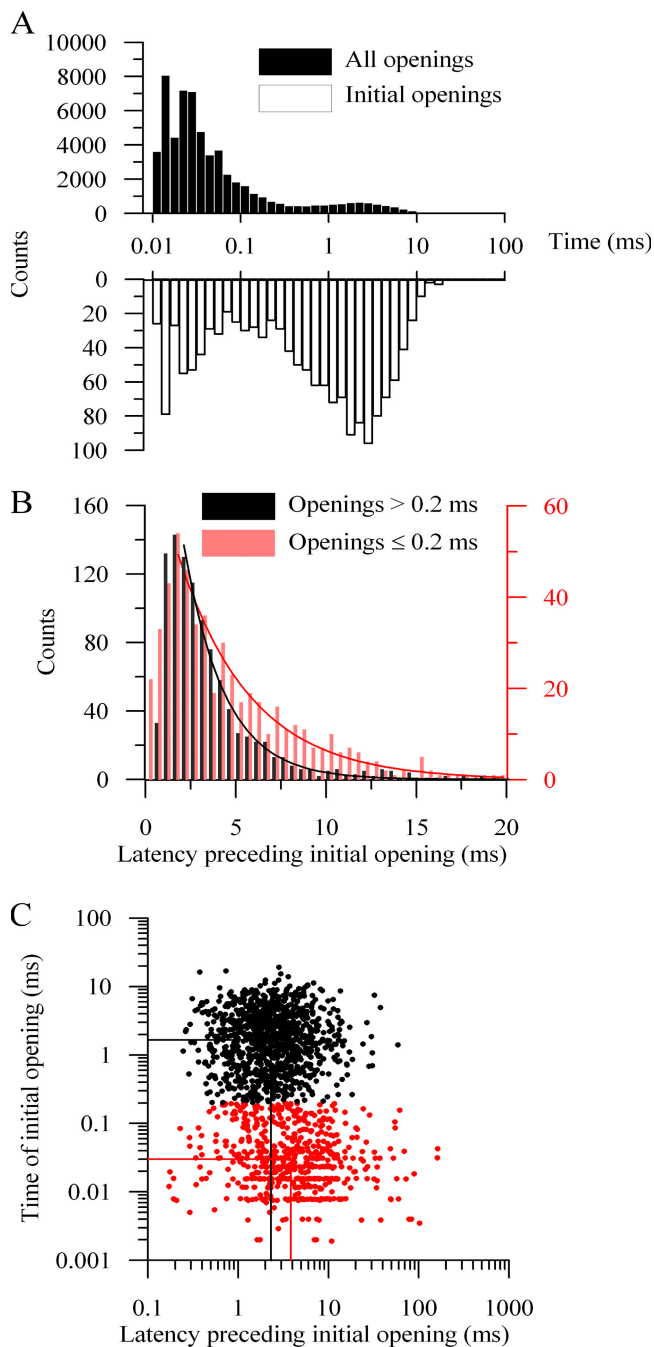 A
10000
8000
6000
4000
2000
0
All openings
Initial openings
0.01 0.1 1 10 100 Time (ms)
Counts
0
20
40
60
80
100
B
160
120
80
40
0
Openings > 0.2 ms
Openings ≤ 0.2 ms
60
40
20
0
Counts
0 5 10 15 20
Latency preceding initial opening (ms)
C
100
10
1
0.1
0.01
0.001
Time of initial opening (ms)
0.1 1 10 100 1000
Latency preceding initial opening (ms)